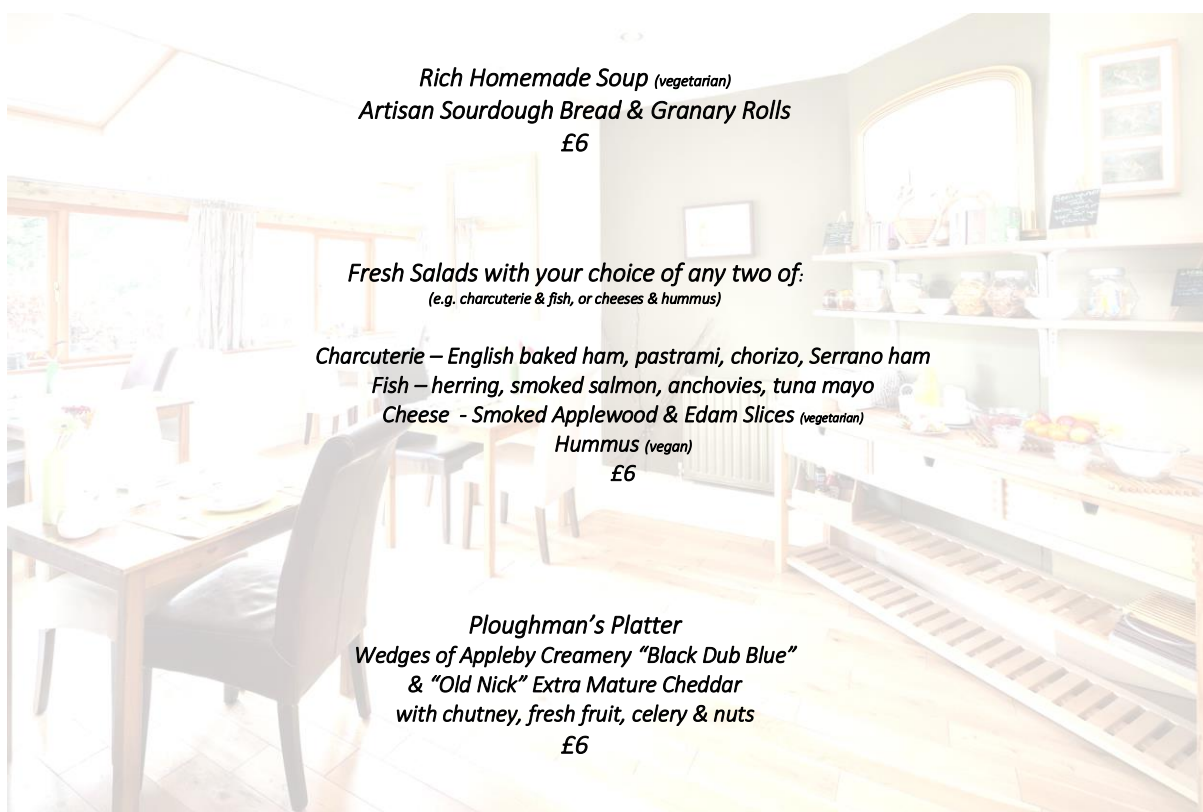 Rich Homemade Soup (vegetarian)
Artisan Sourdough Bread & Granary Rolls
£6
Fresh Salads with your choice of any two of:
(e.g. charcuterie & fish, or cheeses & hummus)
Charcuterie – English baked ham, pastrami, chorizo, Serrano ham
Fish – herring, smoked salmon, anchovies, tuna mayo
Cheese  - Smoked Applewood & Edam Slices (vegetarian)
Hummus (vegan)
£6
Ploughman’s Platter
Wedges of Appleby Creamery “Black Dub Blue”
& “Old Nick” Extra Mature Cheddar
with chutney, fresh fruit, celery & nuts
£6